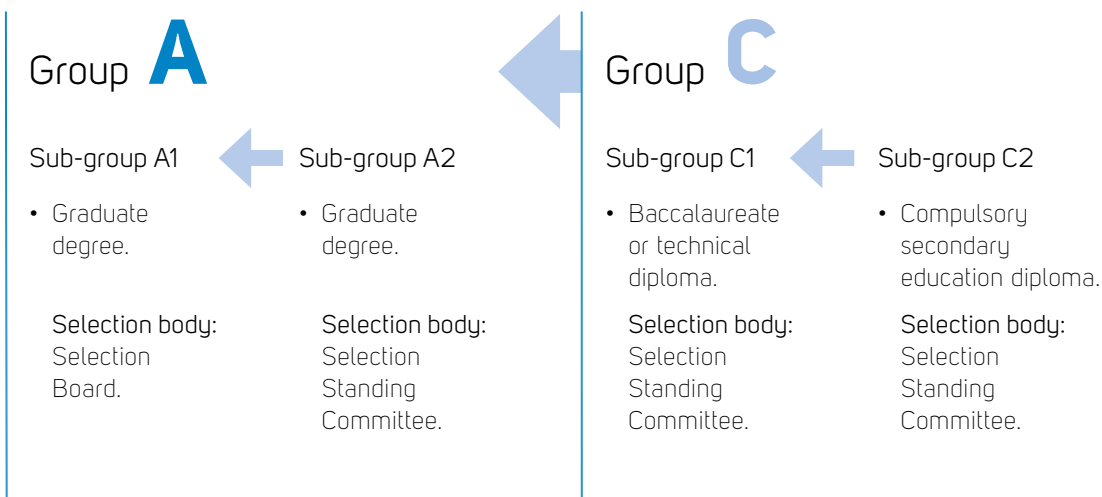 Group A
Sub-group A1
• Graduate
degree.
Selection body:
Selection
Board.
Sub-group A2
• Graduate
degree.
Selection body:
Selection
Standing
Committee.
Group C
Sub-group C1
• Baccalaureate
or technical
diploma.
Selection body:
Selection
Standing
Committee.
Sub-group C2
• Compulsory
secondary
education diploma.
Selection body:
Selection
Standing
Committee.